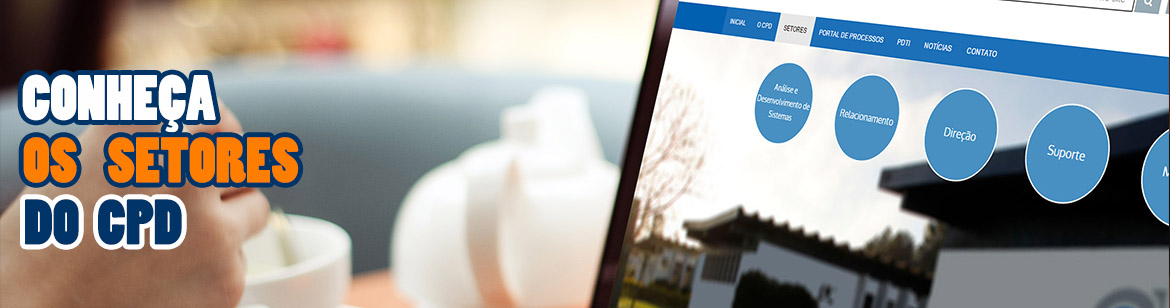 CONHEÇA
OS SETORES
DO CPD
INICIAL O CPD SETORES PORTAL DE PROCESSOS PDTI NOTÍCIAS CONTATO
Análise e
Desenvolvimento de
Sistemas
Relacionamento
Direção
Suporte